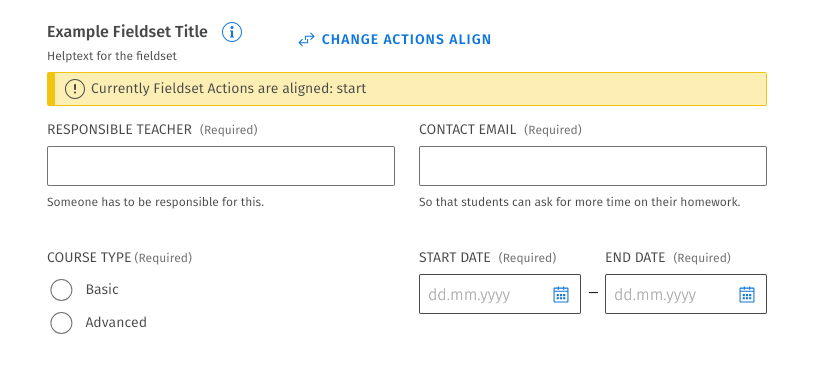 Example Fieldset Title
CHANGE ACTIONS ALIGN
Helptext for the fieldset
Currently Fieldset Actions are aligned: start
RESPONSIBLE TEACHER (Required)
CONTACT EMAIL (Required)
Someone has to be responsible for this.
So that students can ask for more time on their homework.
COURSE TYPE (Required)
START DATE (Required)
END DATE (Required)
Basic
dd.mm.yyyy – dd.mm.yyyy
Advanced